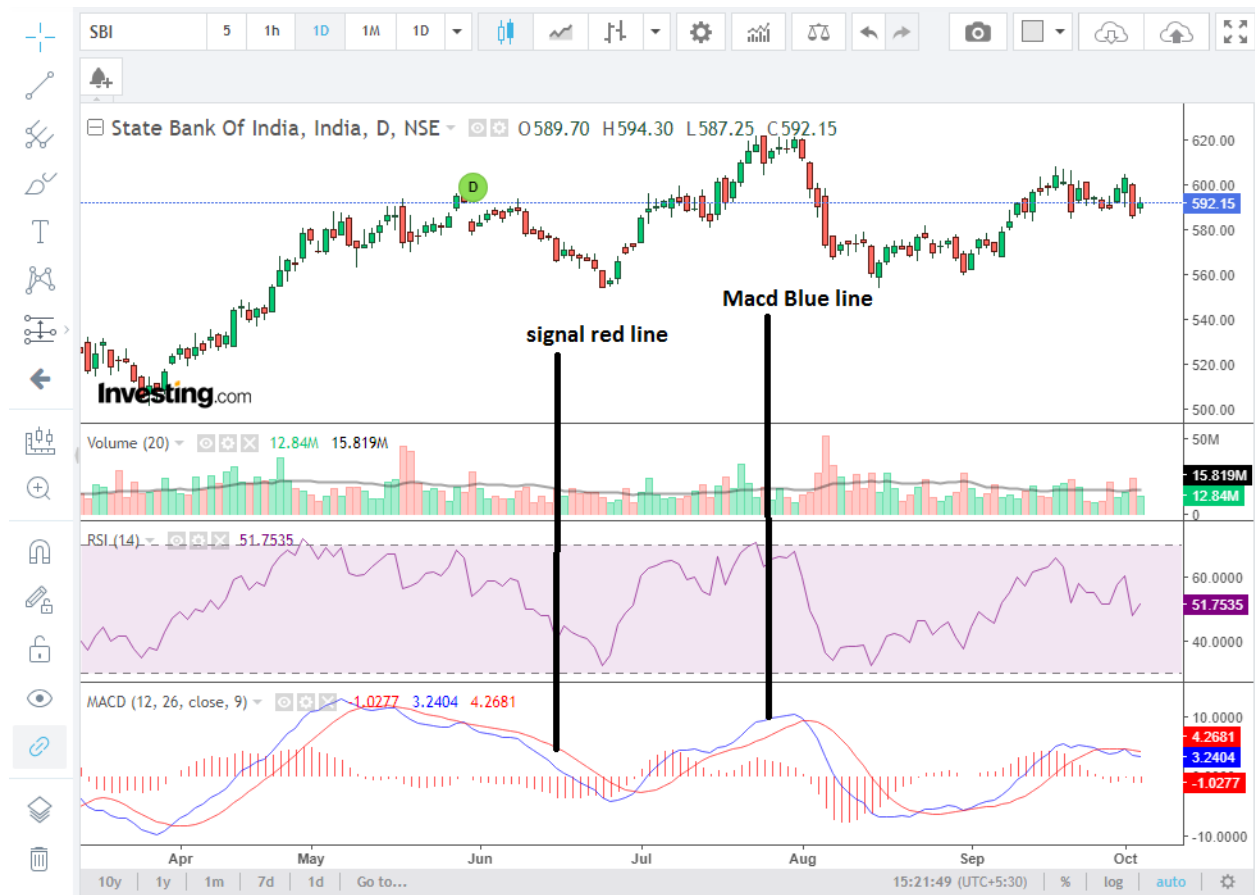 SBI 5 1h 1D 1M 1D
State Bank Of India, India, D, NSE O589.70 H594.30 L587.25 C592.15
620.00
D
600.00
592.15
580.00
560.00
Macd Blue line
signal red line
540.00
520.00
Investing.com
500.00
Volume (20) 12.84M 15.819M
50M
15.819M
12.84M
0
RSI (14) 51.7535
60.0000
51.7535
40.0000
MACD (12, 26, close, 9) -1.0277 3.2404 4.2681
10.0000
4.2681
3.2404
-1.0277
-10.0000
Apr May Jun Jul Aug Sep Oct
10y 1y 1m 7d 1d Go to... 15:21:49 (UTC+5:30) % log auto